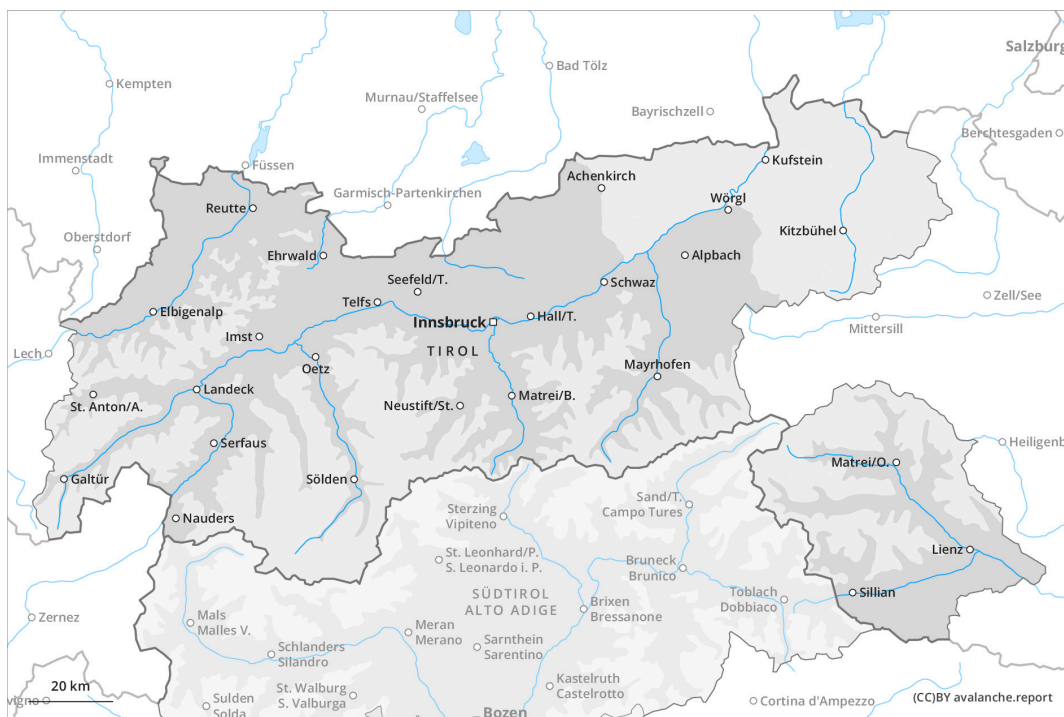 Salzburg
Kempten
Bad Tölz
Murnau/Staffelsee
Bayrischzell
Berchtesgaden
Immenstadt
Füssen
Kufstein
Achenkirch
Garmisch-Partenkirchen
Reutte
Wörgl
Kitzbühel
Oberstdorf
Ehrwald
Alpbach
Seefeld/T.
Schwaz
Zell/See
Telfs
Elbigenalp
Hall/T.
Innsbruck
Mittersill
Imst
TIROL
Lech
Oetz
Mayrhofen
Landeck
St. Anton/A.
Neustift/St.
Matrei/B.
Serfaus
Heiligenb
Matrei/O.
Galtür
Sölden
Sand/T.
Campo Tures
Sterzing
Vipiteno
Nauders
Lienz
St. Leonhard/P.
S. Leonardo i. P.
Bruneck
Brunico
SÜDTIROL
ALTO ADIGE
Toblach
Dobbiaco
Sillian
Brixen
Bressanone
Zernez
Mals
Malles V.
Meran
Merano
Sarnthein
Sarentino
Schlanders
Silandro
Kastelruth
Castelrotto
20 km
St. Walburg
S. Valburga
vigno
Sulden
Solda
Cortina d'Ampezzo
(CC)BY avalanche.report
Bozen